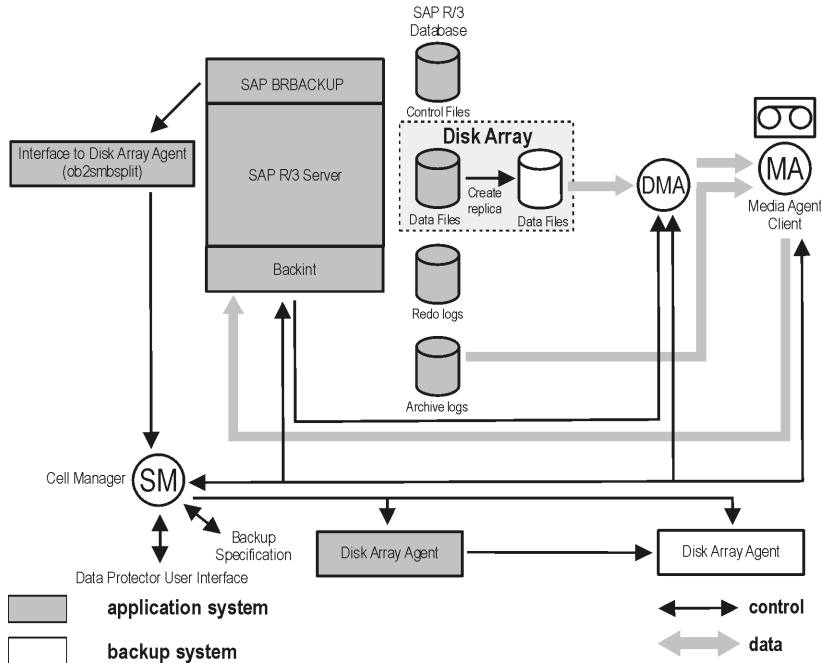 SAP R/3
Database
SAP BRBACKUP
Control Files
Disk Array
Interface to Disk Array Agent
(ob2smbsplit)
SAP R/3 Server
Create
replica
Data Files
Data Files
DMA
MA
Media Agent
Client
Backint
Redo logs
Archive logs
Cell Manager
SM
Backup
Specification
Disk Array Agent
Disk Array Agent
Data Protector User Interface
application system
control
backup system
data